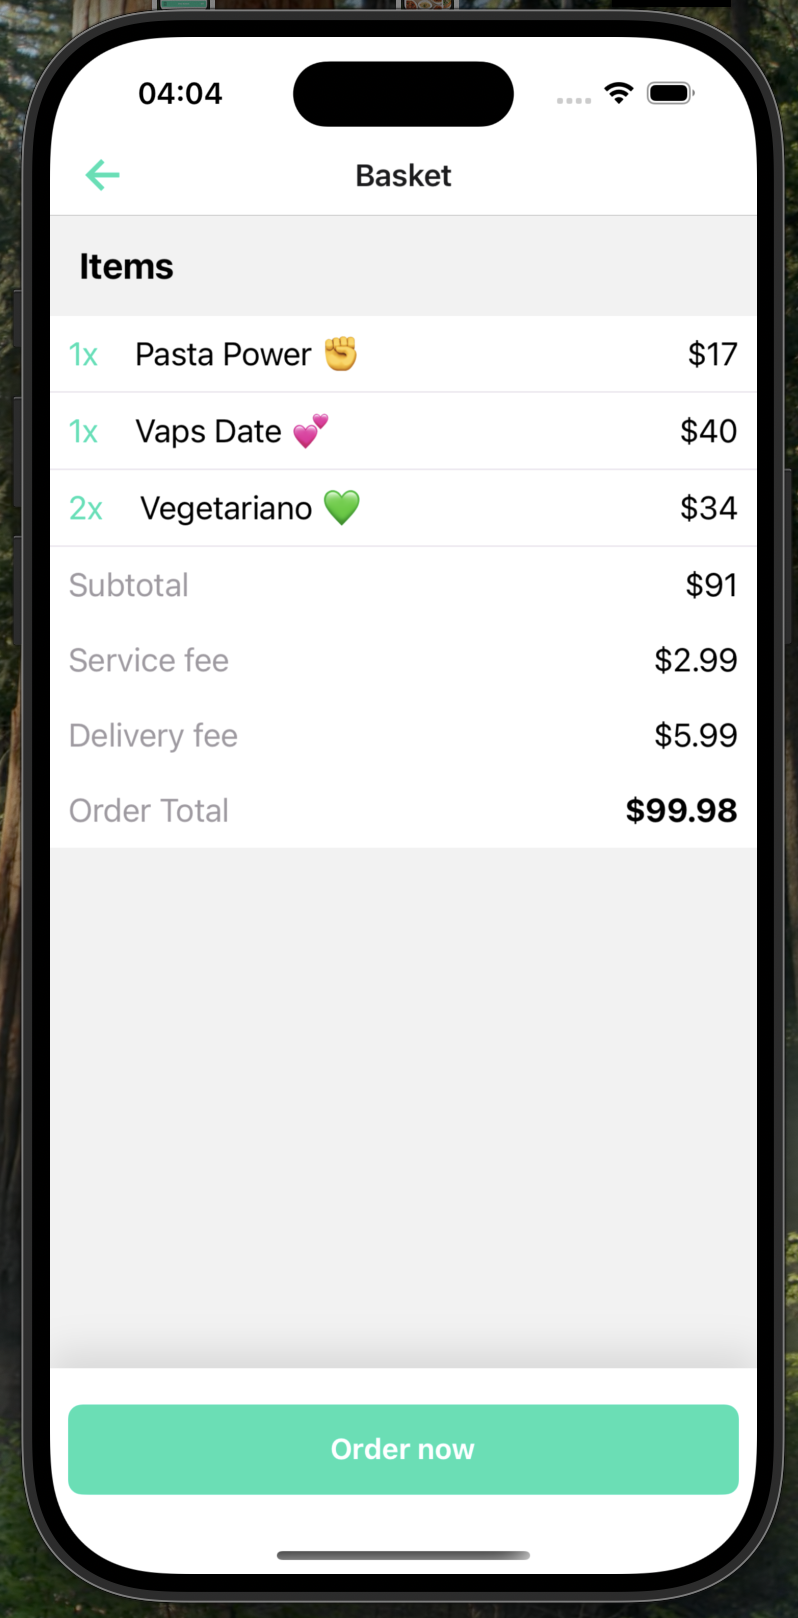 04:04
Basket
Items
1x Pasta Power ✊ $17
1x Vaps Date 💕 $40
2x Vegetariano 💚 $34
Subtotal $91
Service fee $2.99
Delivery fee $5.99
Order Total $99.98
Order now